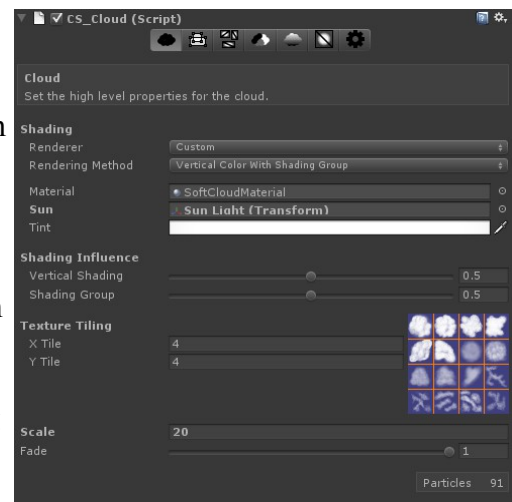 CS_Cloud (Script)
Cloud
Set the high level properties for the cloud.
Shading
Renderer Custom
Rendering Method Vertical Color With Shading Group
Material SoftCloudMaterial
Sun Sun Light (Transform)
Tint
Shading Influence
Vertical Shading 0.5
Shading Group 0.5
Texture Tiling
X Tile 4
Y Tile 4
Scale 20
Fade 1
Particles 91